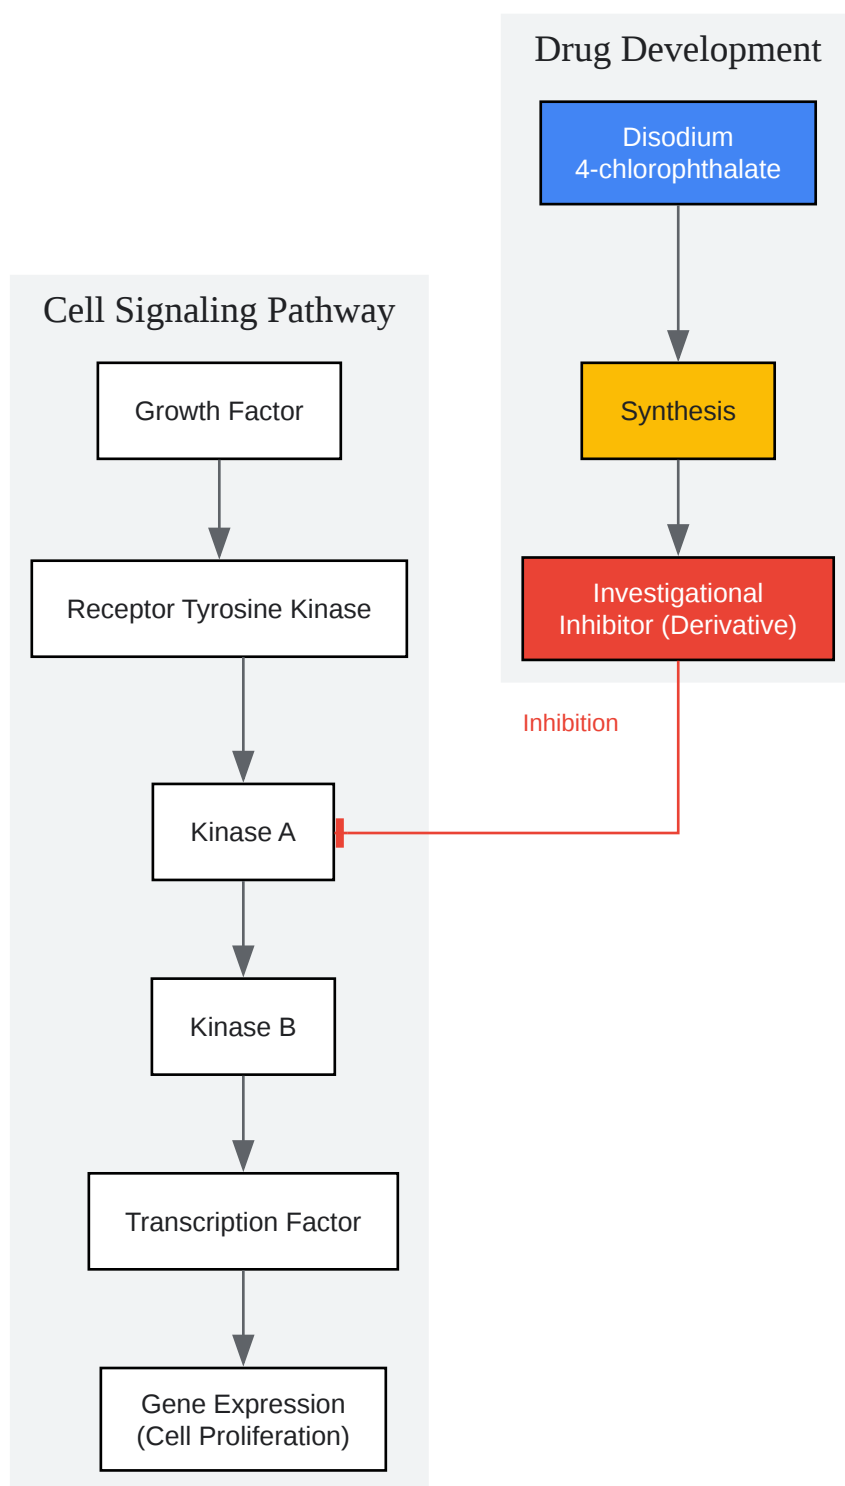 Drug Development
Disodium
4-chlorophthalate
Synthesis
Investigational
Inhibitor (Derivative)
Inhibition
Cell Signaling Pathway
Growth Factor
Receptor Tyrosine Kinase
Kinase A
Kinase B
Transcription Factor
Gene Expression
(Cell Proliferation)